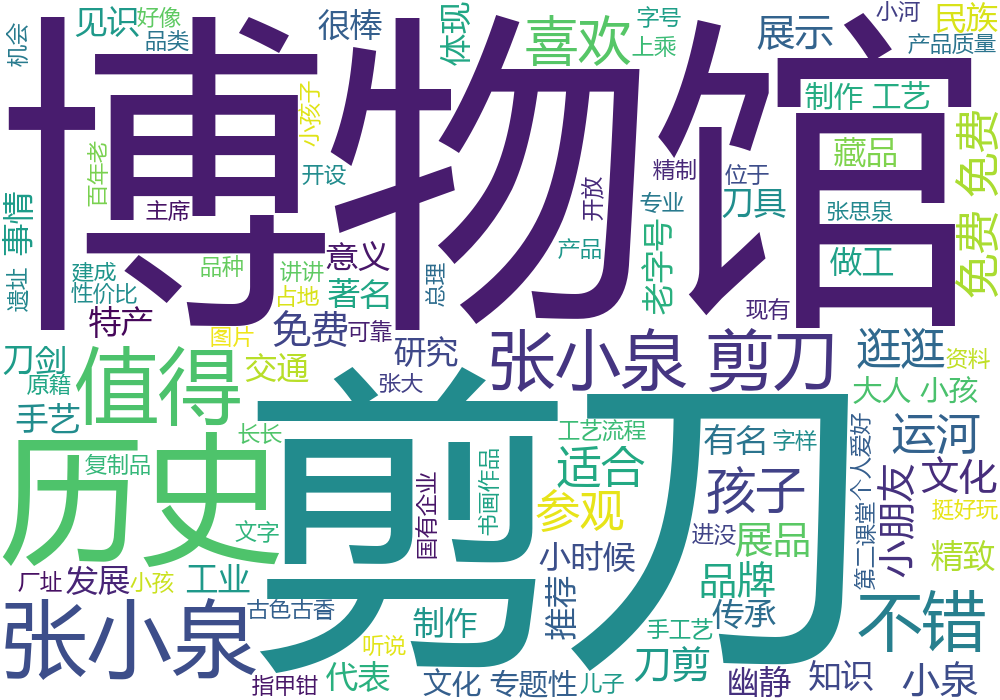 机会
见识
好像
品类
很棒
体现
喜欢
字号
上乘
展示
小河
民族
产品质量
博物馆
制作 工艺
小孩子
免费 免费
藏品
百年老
开设
精制
位于
开放
专业
刀具
事情
主席
张思泉
老字号
产品
做工
遗址
建成
性价比
品种
讲讲
占地
意义
著名
总理
现有
特产
免费
可靠
图片
张小泉 剪刀
逛逛
资料
刀剑
值得
交通
研究
原籍
张大
大人 小孩
手艺
历史
剪刀
长长
工艺流程
有名
字样
个人爱好
运河
复制品
适合
孩子
文化
国有企业
书画作品
参观
小朋友
挺好玩
文字
进没
展品
第二课堂
小时候
精致
厂址
发展
小孩
工业
品牌
张小泉
古色古香
制作
推荐
传承
不错
手工艺
听说
刀剪
指甲钳
代表
文化
专题性
儿子
幽静
知识
小泉